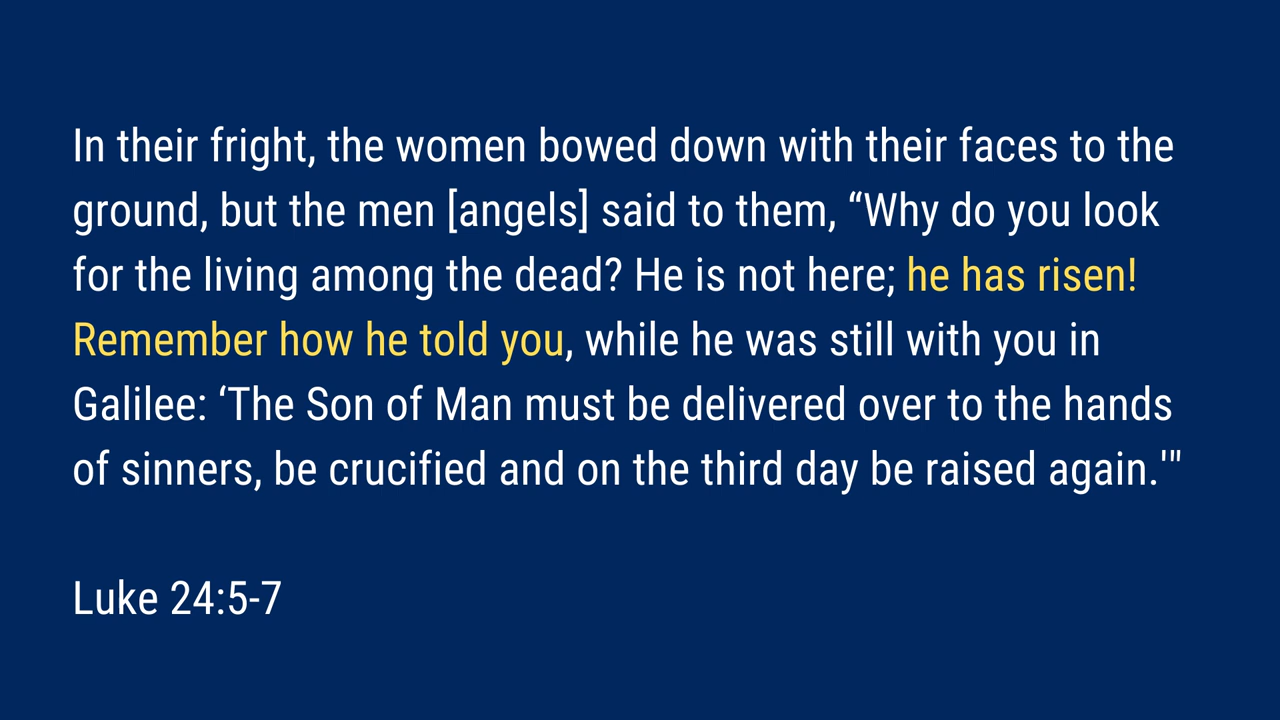 In their fright, the women bowed down with their faces to the
ground, but the men [angels] said to them, “Why do you look
for the living among the dead? He is not here; he has risen!
Remember how he told you, while he was still with you in
Galilee: ‘The Son of Man must be delivered over to the hands
of sinners, be crucified and on the third day be raised again.'"
Luke 24:5-7